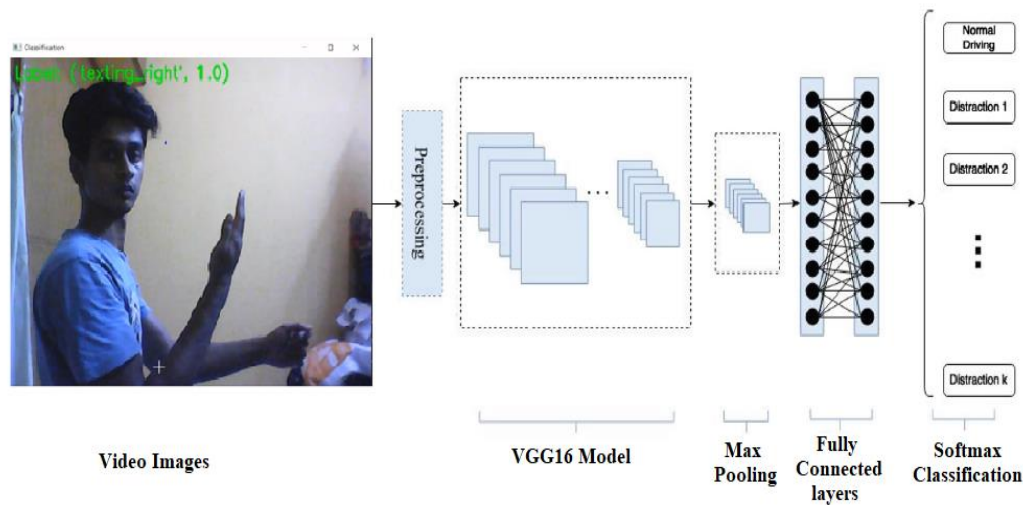 Classification
Label: ('texting_right', 1.0)
Preprocessing
Normal
Driving
Distraction 1
Distraction 2
Distraction k
Video Images
VGG16 Model
Max
Pooling
Fully
Connected
layers
Softmax
Classification